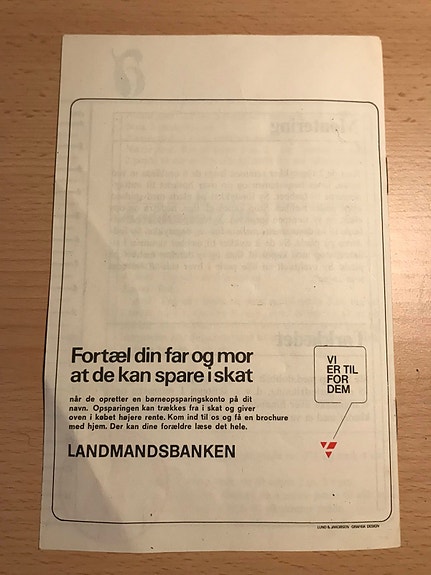 Fortæl din far og mor
at de kan spare i skat
når de opretter en børneopsparingskonto på dit
navn. Opsparingen kan trækkes fra i skat og giver
oven i købet højere rente. Kom ind til os og få en brochure
med hjem. Der kan dine forældre læse det hele.
LANDMANDSBANKEN
VI
ER TIL
FOR
DEM
LUND & JAKOBSEN · GRAFISK DESIGN